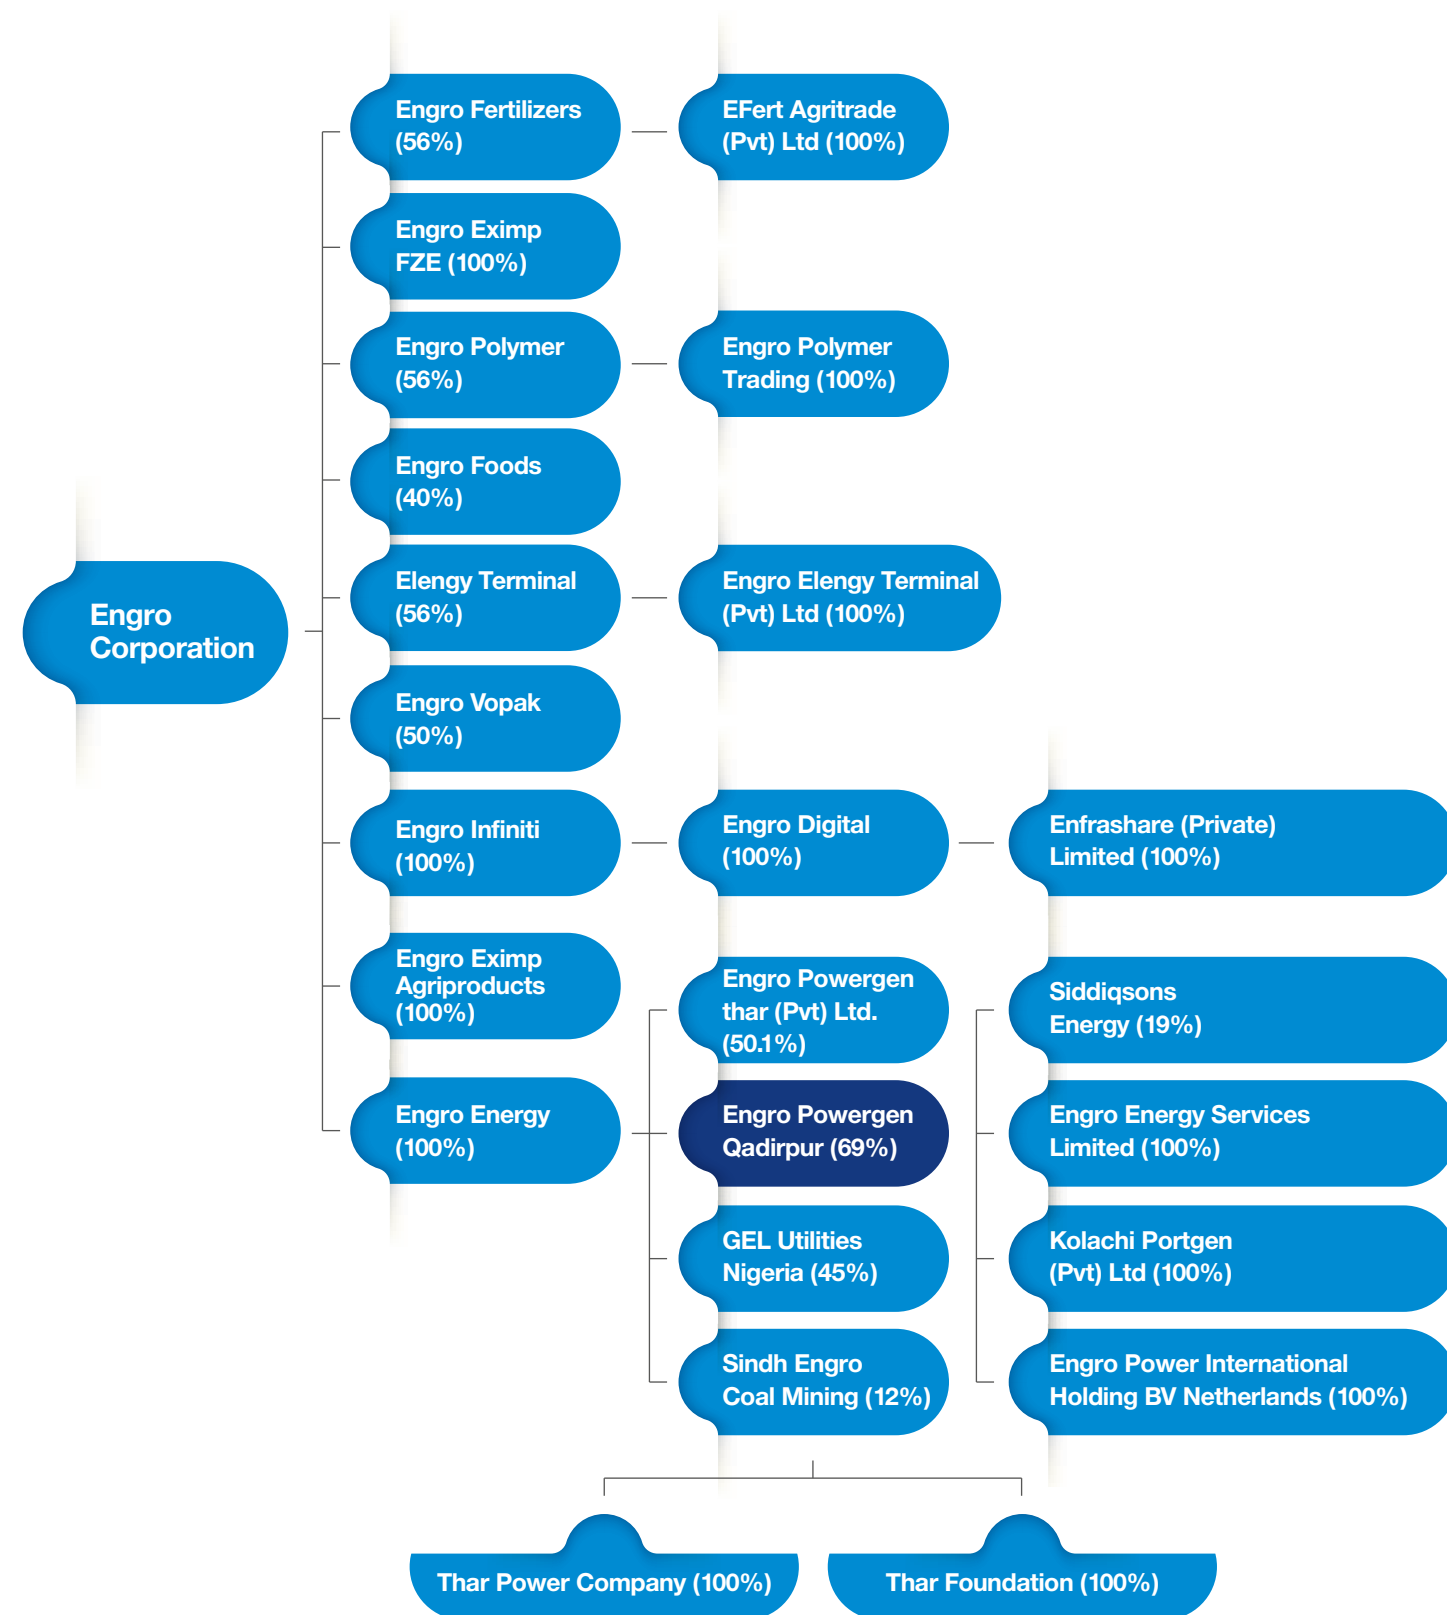 Engro
Corporation
Engro Fertilizers
(56%)
EFert Agritrade
(Pvt) Ltd (100%)
Engro Eximp
FZE (100%)
Engro Polymer
(56%)
Engro Polymer
Trading (100%)
Engro Foods
(40%)
Elengy Terminal
(56%)
Engro Elengy Terminal
(Pvt) Ltd (100%)
Engro Vopak
(50%)
Engro Infiniti
(100%)
Engro Digital
(100%)
Enfrashare (Private)
Limited (100%)
Engro Eximp
Agriproducts
(100%)
Engro Energy
(100%)
Engro Powergen
thar (Pvt) Ltd.
(50.1%)
Engro Powergen
Qadirpur (69%)
GEL Utilities
Nigeria (45%)
Sindh Engro
Coal Mining (12%)
Siddiqsons
Energy (19%)
Engro Energy Services
Limited (100%)
Kolachi Portgen
(Pvt) Ltd (100%)
Engro Power International
Holding BV Netherlands (100%)
Thar Power Company (100%)
Thar Foundation (100%)